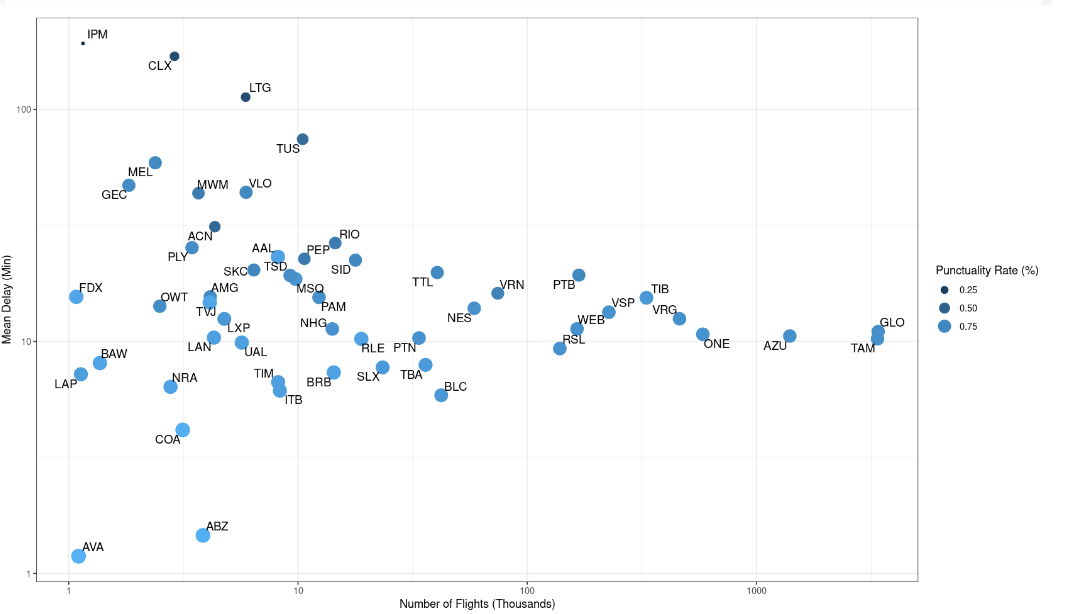 IPM
CLX
LTG
100
TUS
MEL
GEC
MWM
VLO
ACN
PLY
RIO
AAL
PEP
SKC
TSD
SID
TTL
PTB
Punctuality Rate (%)
FDX
OWT
AMG
TVJ
MSO
PAM
VRN
NES
TIB
VSP
VRG
0.25
0.50
0.75
Mean Delay (Min)
LXP
NHG
WEB
GLO
10
LAN
UAL
RLE
PTN
RSL
ONE
AZU
TAM
BAW
LAP
NRA
TIM
ITB
BRB
SLX
TBA
BLC
COA
ABZ
AVA
1
1
10
100
1000
Number of Flights (Thousands)